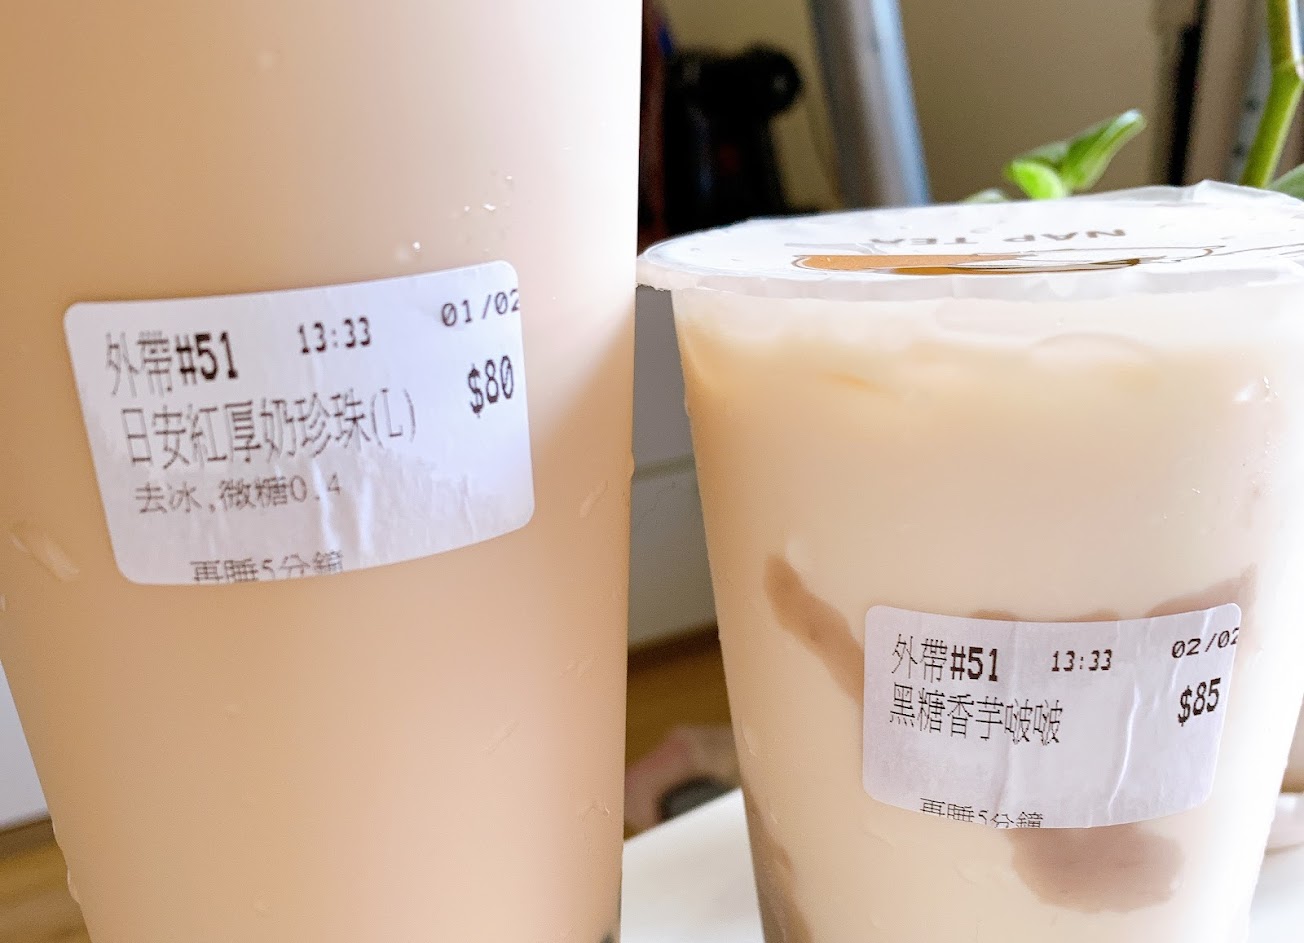 外帶#51 13:33 01/02
日安紅厚奶珍珠(L) $80
去冰,微糖0.4
再睡5分鐘
NAP TEA
外帶#51 13:33 02/02
黑糖香芋啵啵 $85
再睡5分鐘